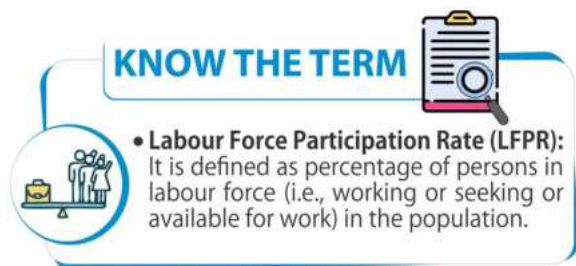 KNOW THE TERM
• Labour Force Participation Rate (LFPR):
It is defined as percentage of persons in
labour force (i.e., working or seeking or
available for work) in the population.